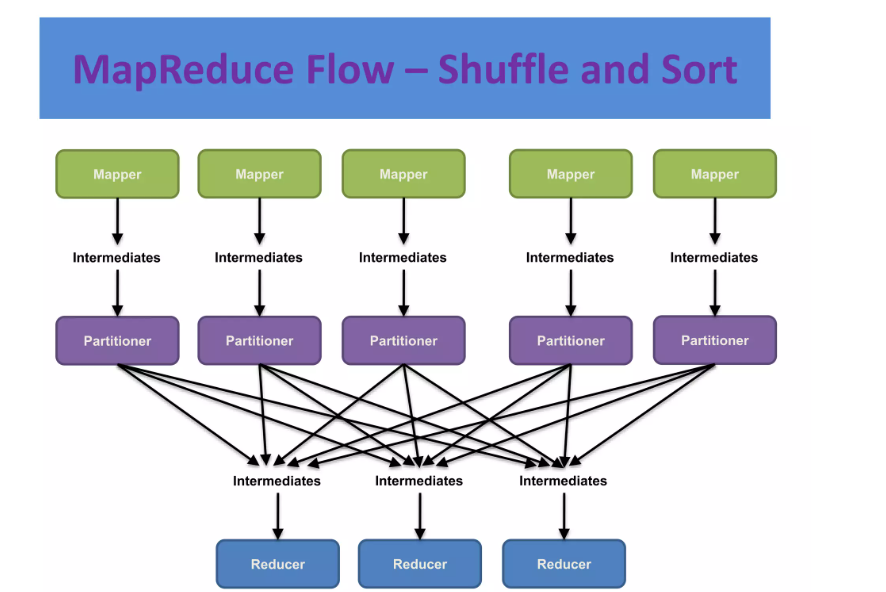 MapReduce Flow – Shuffle and Sort
Mapper Mapper Mapper Mapper Mapper
Intermediates Intermediates Intermediates Intermediates Intermediates
Partitioner Partitioner Partitioner Partitioner Partitioner
Intermediates Intermediates Intermediates
Reducer Reducer Reducer